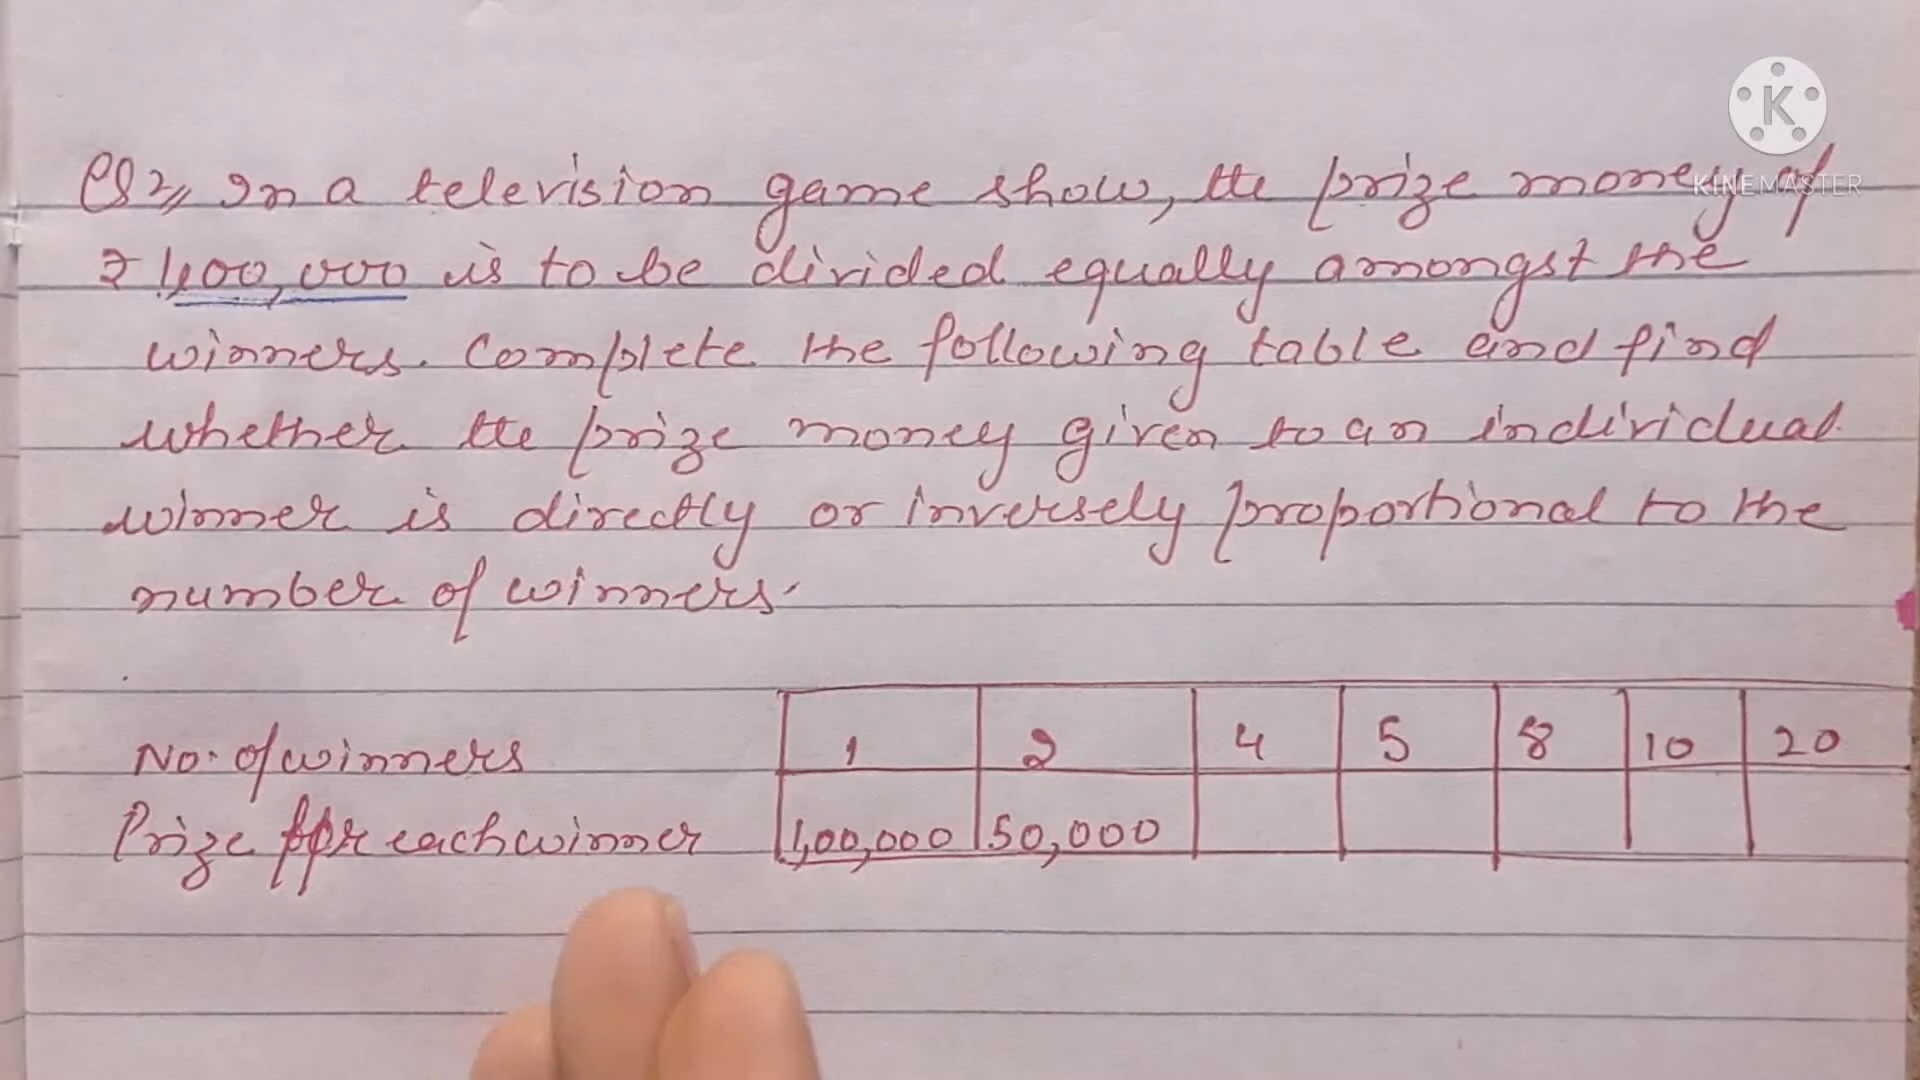 Q2 In a television game show, the prize money of
₹ 1,00,000 is to be divided equally amongst the
winners. Complete the following table and find
whether the prize money given to an individual
winner is directly or inversely proportional to the
number of winners.
No. of winners 1 2 4 5 8 10 20
Prize for each winner 1,00,000 50,000
K
KINEMASTER